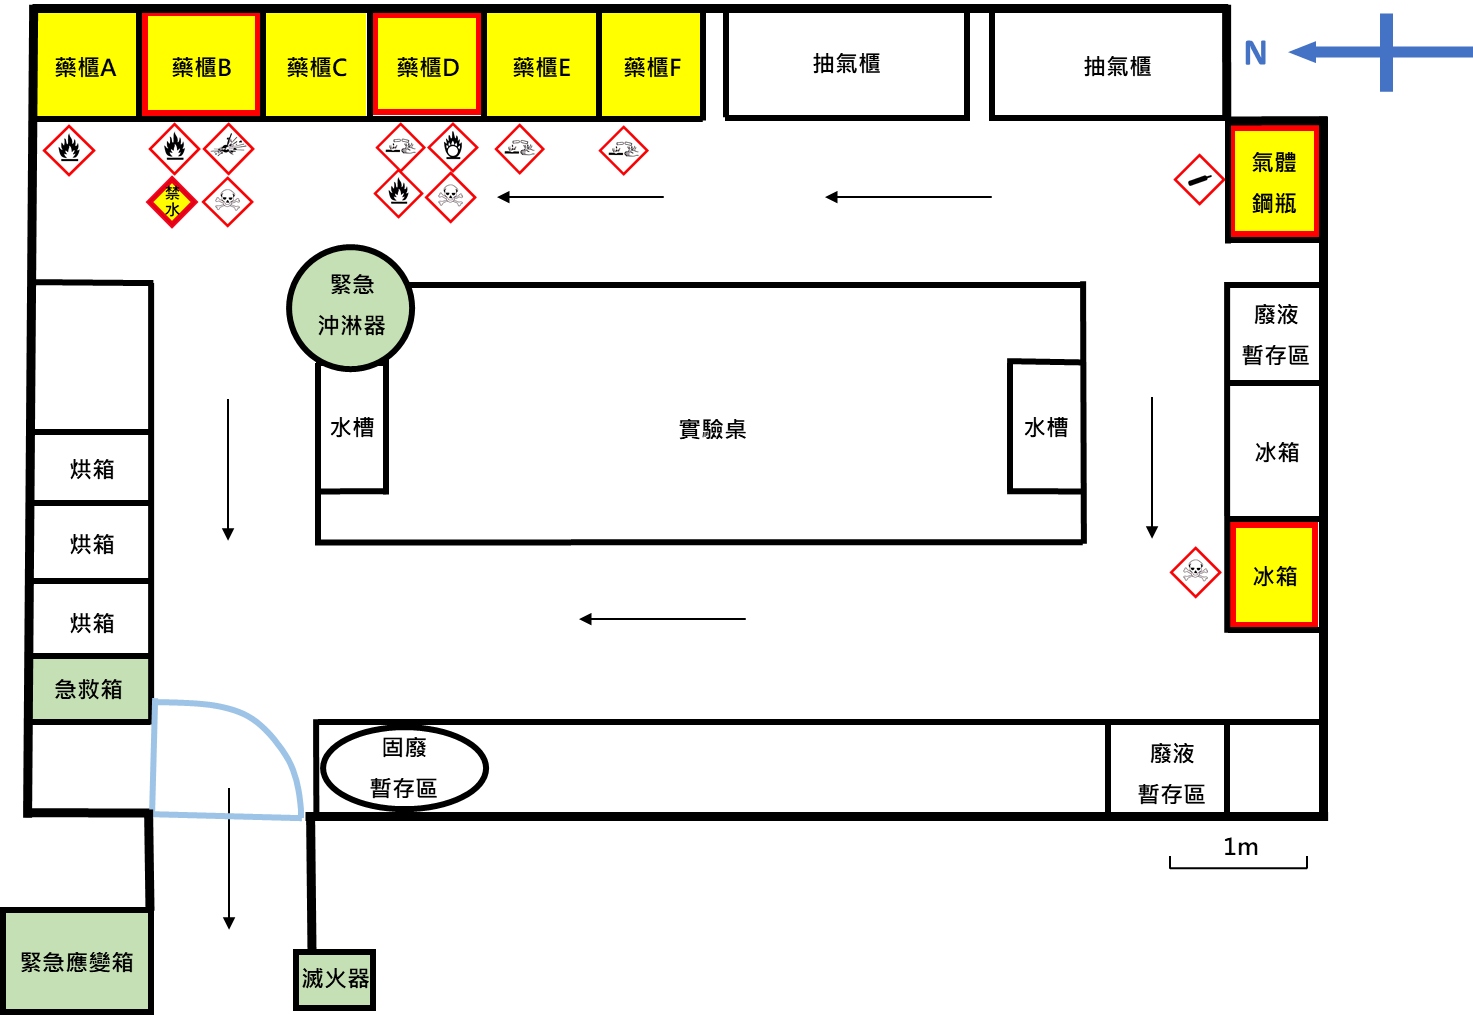 藥櫃A
藥櫃B
藥櫃C
藥櫃D
藥櫃E
藥櫃F
抽氣櫃
抽氣櫃
N
氣體
鋼瓶
禁
水
緊急
沖淋器
廢液
暫存區
水槽
實驗桌
水槽
冰箱
烘箱
烘箱
冰箱
烘箱
急救箱
固廢
暫存區
廢液
暫存區
1m
緊急應變箱
滅火器